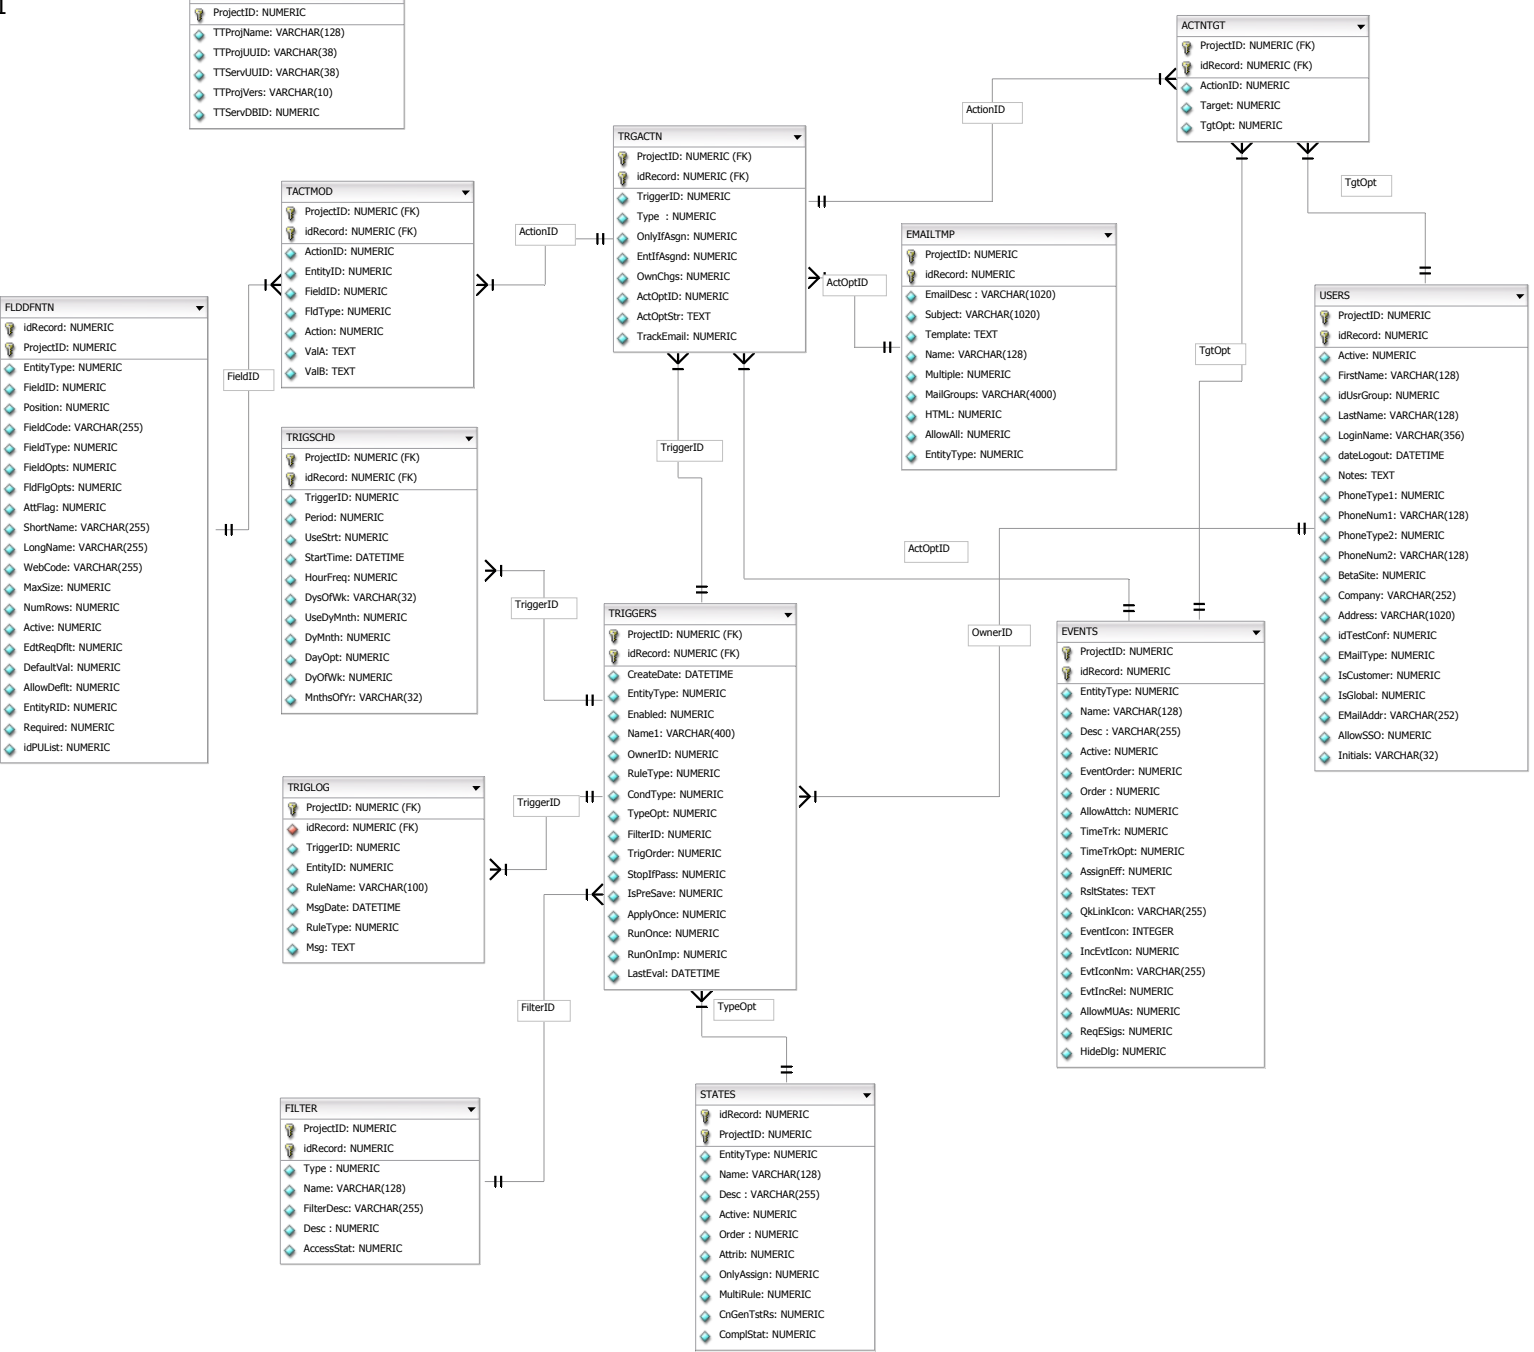 ProjectID: NUMERIC
TTProjName: VARCHAR(128)
TTProjUUID: VARCHAR(38)
TTServUUID: VARCHAR(38)
TTProjVers: VARCHAR(10)
TTServDBID: NUMERIC
ACTNTGT
ProjectID: NUMERIC (FK)
idRecord: NUMERIC (FK)
ActionID: NUMERIC
Target: NUMERIC
TgtOpt: NUMERIC
ActionID
TgtOpt
TRGACTN
ProjectID: NUMERIC (FK)
idRecord: NUMERIC (FK)
TriggerID: NUMERIC
Type : NUMERIC
OnlyIfAsgn: NUMERIC
EntIfAsgnd: NUMERIC
OwnChgs: NUMERIC
ActOptID: NUMERIC
ActOptStr: TEXT
TrackEmail: NUMERIC
TACTMOD
ProjectID: NUMERIC (FK)
idRecord: NUMERIC (FK)
ActionID: NUMERIC
EntityID: NUMERIC
FieldID: NUMERIC
FldType: NUMERIC
Action: NUMERIC
ValA: TEXT
ValB: TEXT
ActionID
EMAILTMP
ProjectID: NUMERIC
idRecord: NUMERIC
EmailDesc : VARCHAR(1020)
Subject: VARCHAR(1020)
Template: TEXT
Name: VARCHAR(128)
Multiple: NUMERIC
MailGroups: VARCHAR(4000)
HTML: NUMERIC
AllowAll: NUMERIC
EntityType: NUMERIC
ActOptID
FLDDFNTN
idRecord: NUMERIC
ProjectID: NUMERIC
EntityType: NUMERIC
FieldID: NUMERIC
Position: NUMERIC
FieldCode: VARCHAR(255)
FieldType: NUMERIC
FieldOpts: NUMERIC
FldFlgOpts: NUMERIC
AttFlag: NUMERIC
ShortName: VARCHAR(255)
LongName: VARCHAR(255)
WebCode: VARCHAR(255)
MaxSize: NUMERIC
NumRows: NUMERIC
Active: NUMERIC
EdtReqDflt: NUMERIC
DefaultVal: NUMERIC
AllowDeflt: NUMERIC
EntityRID: NUMERIC
Required: NUMERIC
idPUList: NUMERIC
FieldID
USERS
ProjectID: NUMERIC
idRecord: NUMERIC
Active: NUMERIC
FirstName: VARCHAR(128)
idUsrGroup: NUMERIC
LastName: VARCHAR(128)
LoginName: VARCHAR(356)
dateLogout: DATETIME
Notes: TEXT
PhoneType1: NUMERIC
PhoneNum1: VARCHAR(128)
PhoneType2: NUMERIC
PhoneNum2: VARCHAR(128)
BetaSite: NUMERIC
Company: VARCHAR(252)
Address: VARCHAR(1020)
idTestConf: NUMERIC
EMailType: NUMERIC
IsCustomer: NUMERIC
IsGlobal: NUMERIC
EMailAddr: VARCHAR(252)
AllowSSO: NUMERIC
Initials: VARCHAR(32)
TgtOpt
TRIGSCHD
ProjectID: NUMERIC (FK)
idRecord: NUMERIC (FK)
TriggerID: NUMERIC
Period: NUMERIC
UseStrt: NUMERIC
StartTime: DATETIME
HourFreq: NUMERIC
DysOfWk: VARCHAR(32)
UseDyMnth: NUMERIC
DyMnth: NUMERIC
DayOpt: NUMERIC
DyOfWk: NUMERIC
MnthsOfYr: VARCHAR(32)
TriggerID
ActOptID
TriggerID
TRIGGERS
ProjectID: NUMERIC (FK)
idRecord: NUMERIC (FK)
CreateDate: DATETIME
EntityType: NUMERIC
Enabled: NUMERIC
Name1: VARCHAR(400)
OwnerID: NUMERIC
RuleType: NUMERIC
CondType: NUMERIC
TypeOpt: NUMERIC
FilterID: NUMERIC
TrigOrder: NUMERIC
StopIfPass: NUMERIC
IsPreSave: NUMERIC
ApplyOnce: NUMERIC
RunOnce: NUMERIC
RunOnImp: NUMERIC
LastEval: DATETIME
OwnerID
EVENTS
ProjectID: NUMERIC
idRecord: NUMERIC
EntityType: NUMERIC
Name: VARCHAR(128)
Desc : VARCHAR(255)
Active: NUMERIC
EventOrder: NUMERIC
Order : NUMERIC
AllowAttch: NUMERIC
TimeTrk: NUMERIC
TimeTrkOpt: NUMERIC
AssignEff: NUMERIC
RsltStates: TEXT
QkLinkIcon: VARCHAR(255)
EventIcon: INTEGER
IncEvtIcon: NUMERIC
EvtIconNm: VARCHAR(255)
EvtIncRel: NUMERIC
AllowMUAs: NUMERIC
ReqESigs: NUMERIC
HideDlg: NUMERIC
TRIGLOG
ProjectID: NUMERIC (FK)
idRecord: NUMERIC (FK)
TriggerID: NUMERIC
EntityID: NUMERIC
RuleName: VARCHAR(100)
MsgDate: DATETIME
RuleType: NUMERIC
Msg: TEXT
TriggerID
FilterID
TypeOpt
FILTER
ProjectID: NUMERIC
idRecord: NUMERIC
Type : NUMERIC
Name: VARCHAR(128)
FilterDesc: VARCHAR(255)
Desc : NUMERIC
AccessStat: NUMERIC
STATES
idRecord: NUMERIC
ProjectID: NUMERIC
EntityType: NUMERIC
Name: VARCHAR(128)
Desc : VARCHAR(255)
Active: NUMERIC
Order : NUMERIC
Attrib: NUMERIC
OnlyAssign: NUMERIC
MultiRule: NUMERIC
CnGenTstRs: NUMERIC
ComplStat: NUMERIC